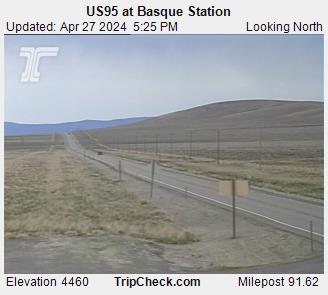 US95 at Basque Station
Updated: Apr 27 2024 5:25 PM Looking North
Elevation 4460 TripCheck.com Milepost 91.62